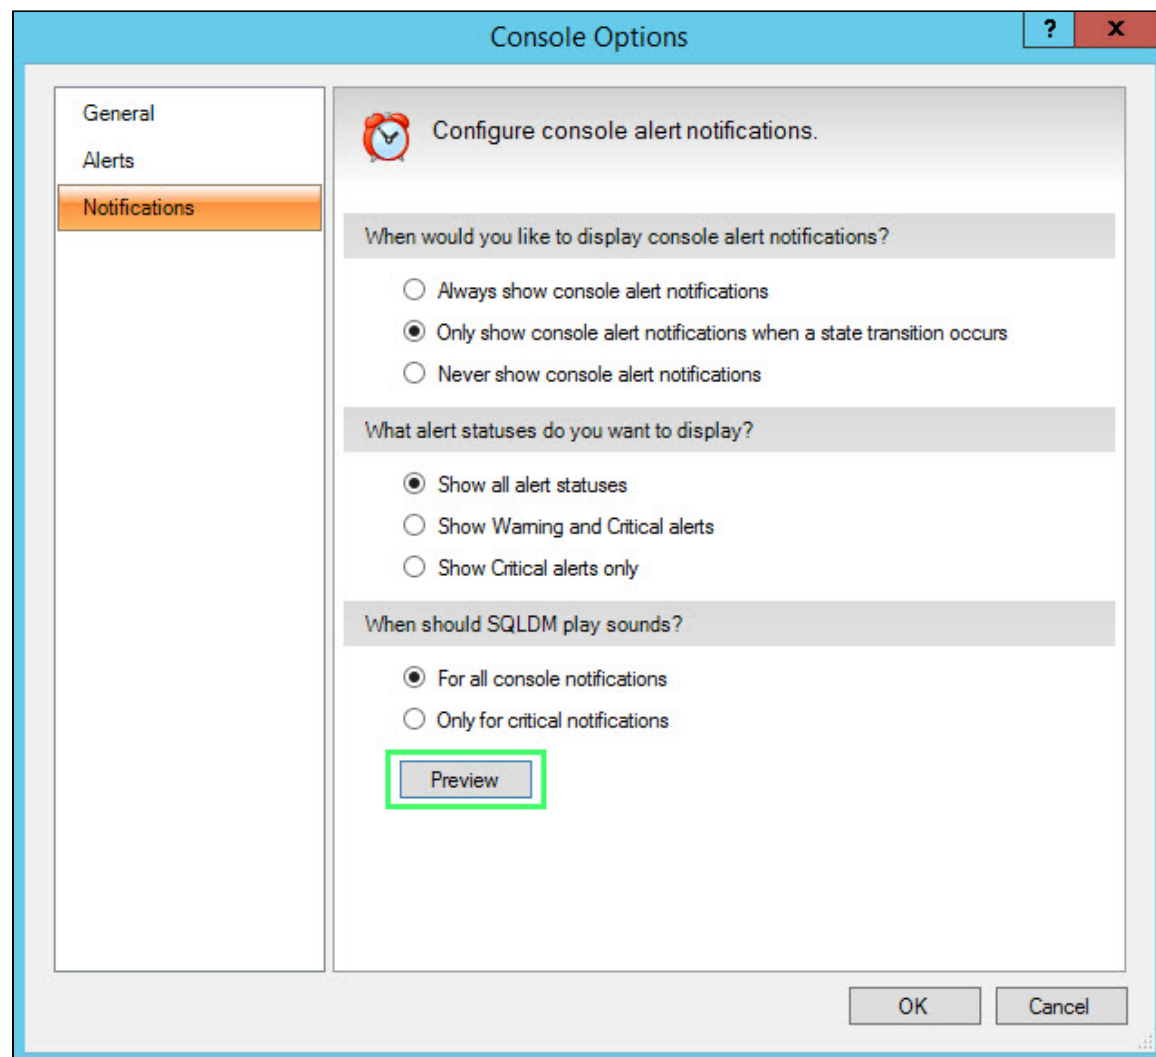 Console Options
?
x
General
Alerts
Notifications
Configure console alert notifications.
When would you like to display console alert notifications?
Always show console alert notifications
Only show console alert notifications when a state transition occurs
Never show console alert notifications
What alert statuses do you want to display?
Show all alert statuses
Show Warning and Critical alerts
Show Critical alerts only
When should SQLDM play sounds?
For all console notifications
Only for critical notifications
Preview
OK
Cancel